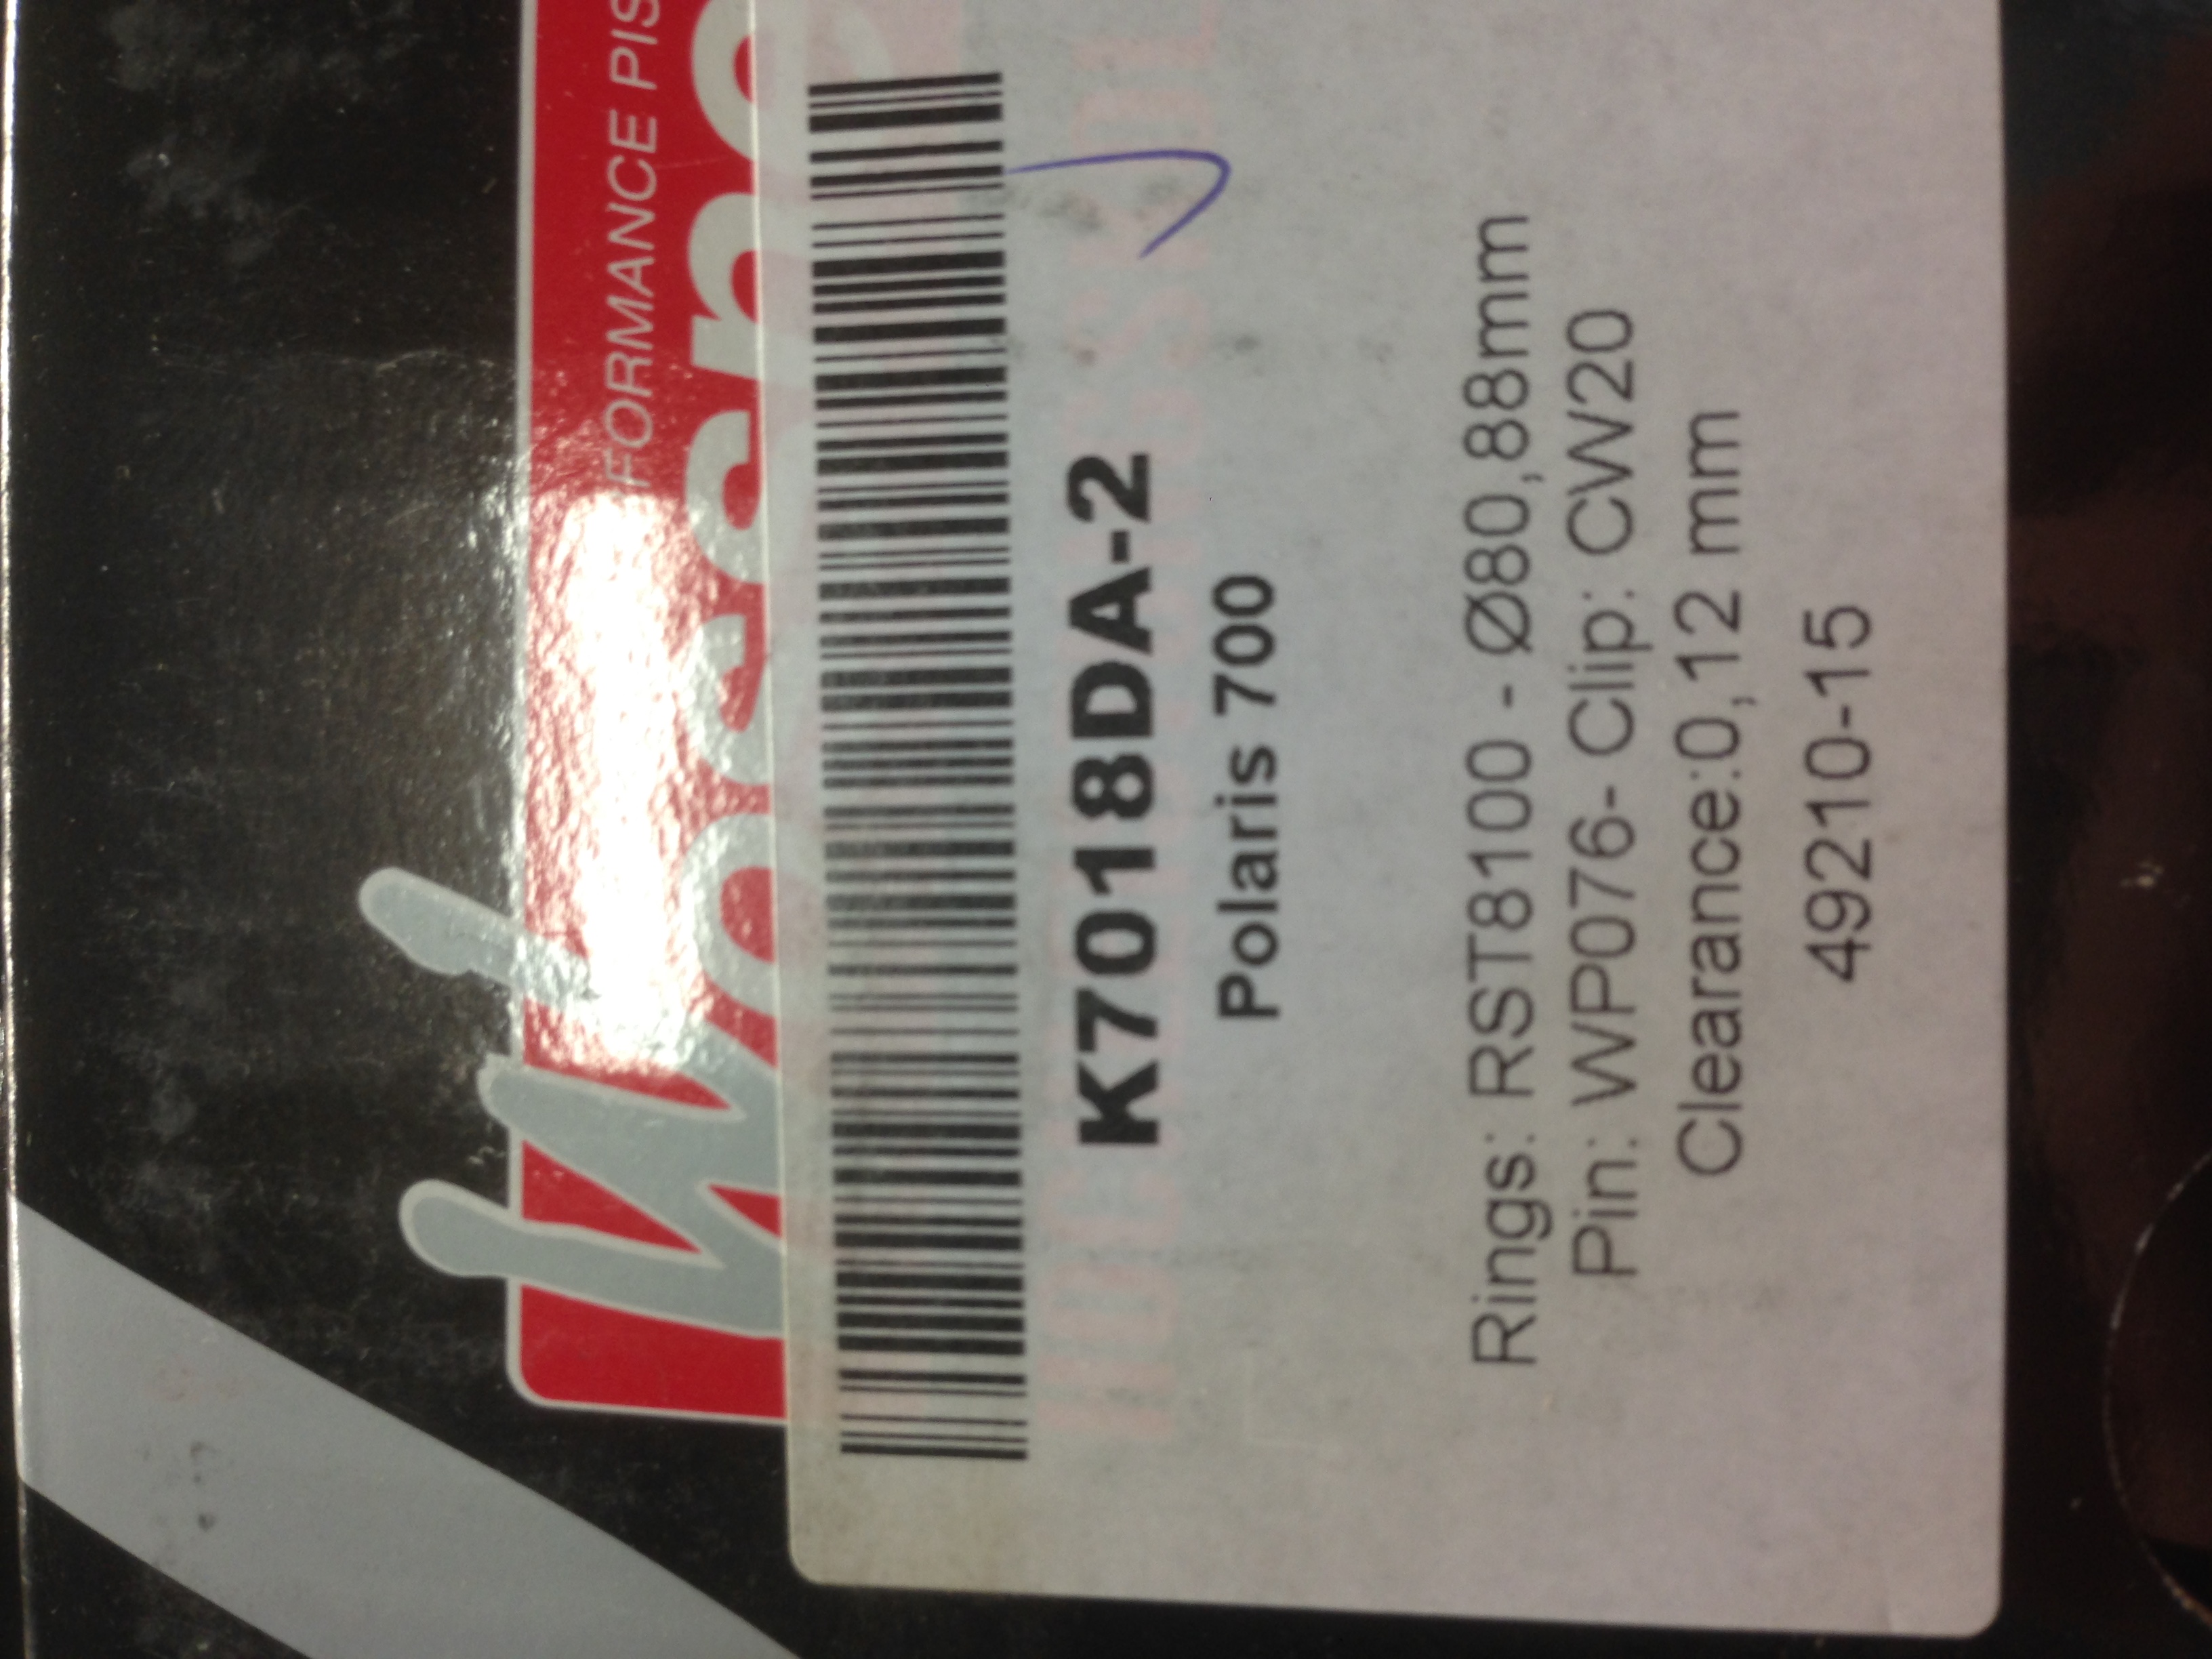 FORMANCE PIS
Wössne
K7018DA-2
Polaris 700
Rings: RST8100 - Ø80,88mm
Pin: WP076- Clip: CW20
Clearance:0,12 mm
49210-15